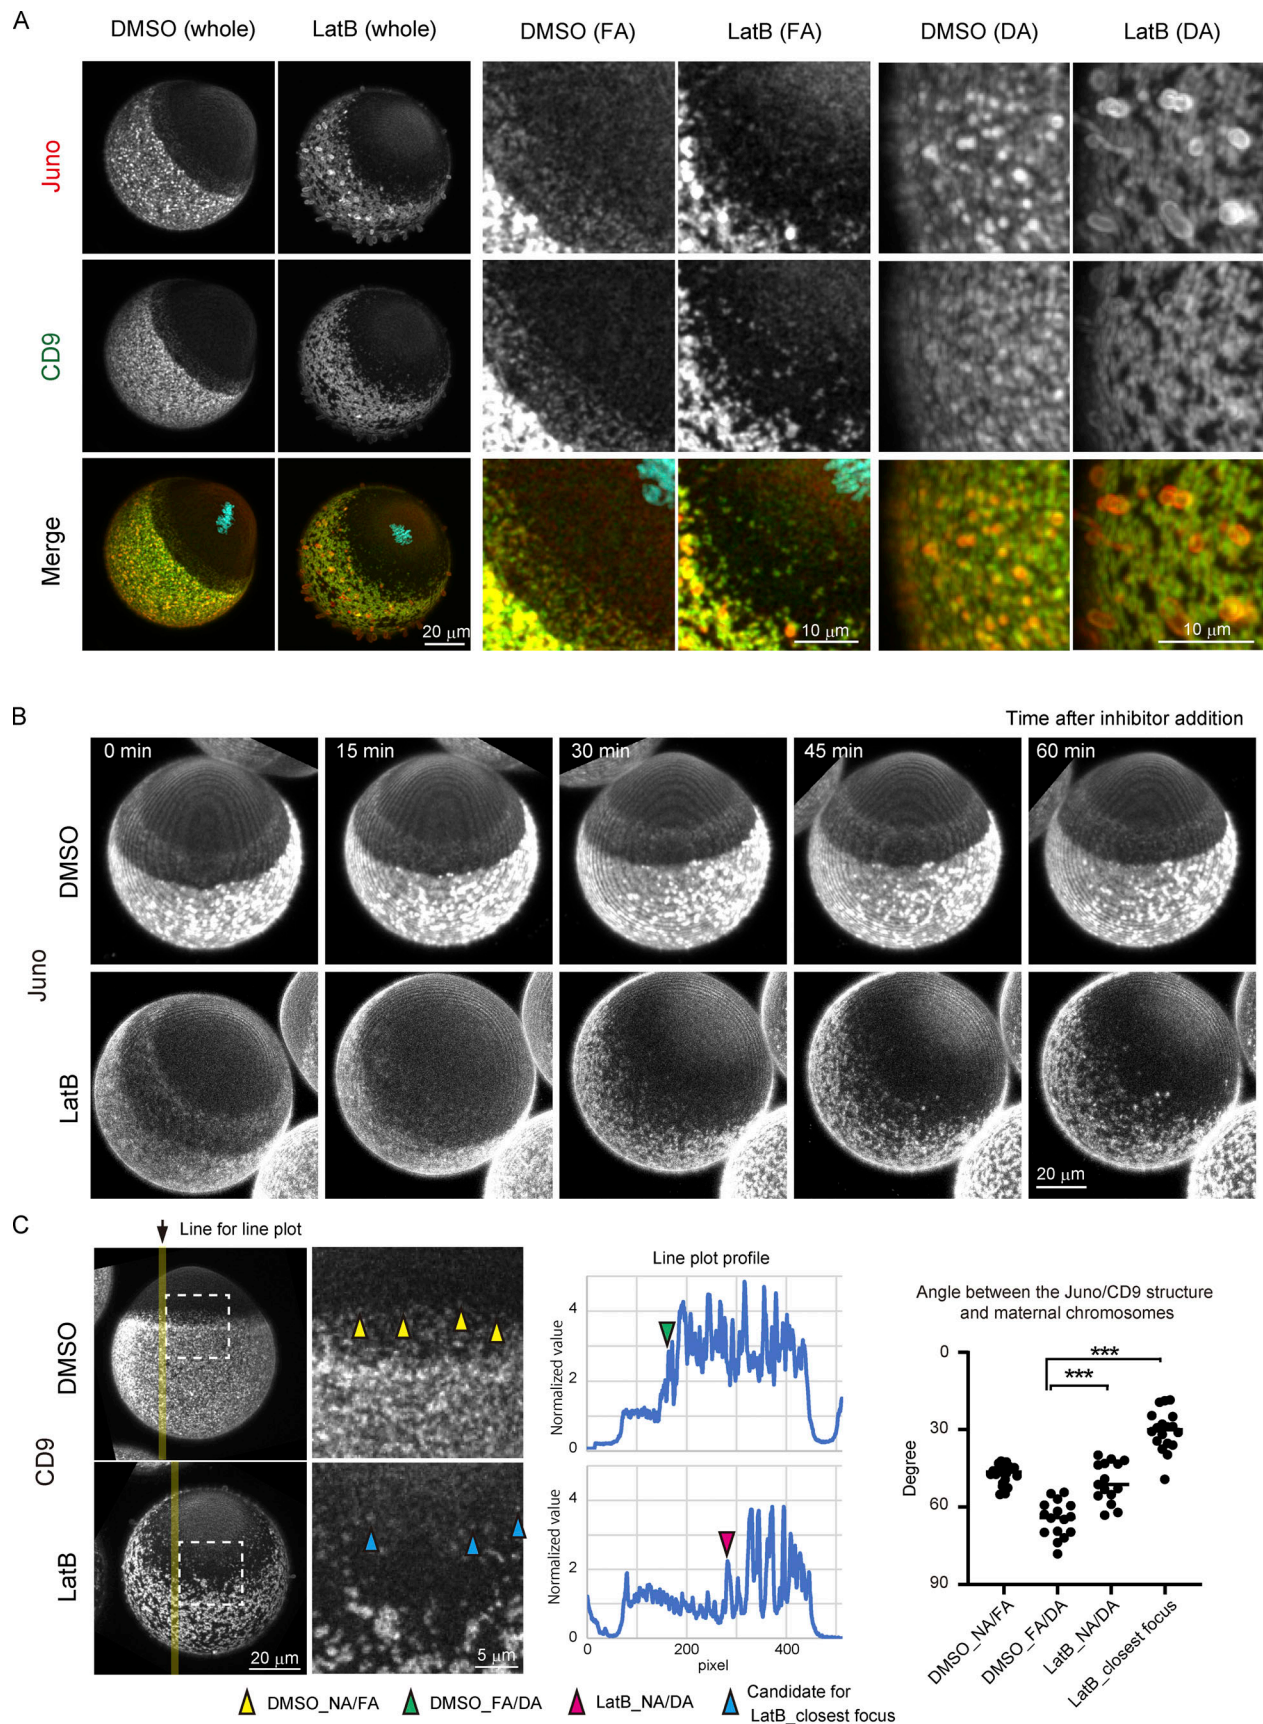 A
DMSO (whole) LatB (whole) DMSO (FA) LatB (FA) DMSO (DA) LatB (DA)
Juno
CD9
Merge
20 μm
10 μm
10 μm
B
Time after inhibitor addition
0 min 15 min 30 min 45 min 60 min
DMSO
Juno
LatB
20 μm
C
Line for line plot
DMSO
CD9
LatB
20 μm
5 μm
Line plot profile
Normalized value
4
2
0
Normalized value
4
2
0
0 200 400
pixel
Angle between the Juno/CD9 structure
and maternal chromosomes
***
***
Degree
0
30
60
90
DMSO_NA/FA
DMSO_FA/DA
LatB_NA/DA
LatB_closest focus
DMSO_NA/FA
DMSO_FA/DA
LatB_NA/DA
Candidate for
LatB_closest focus